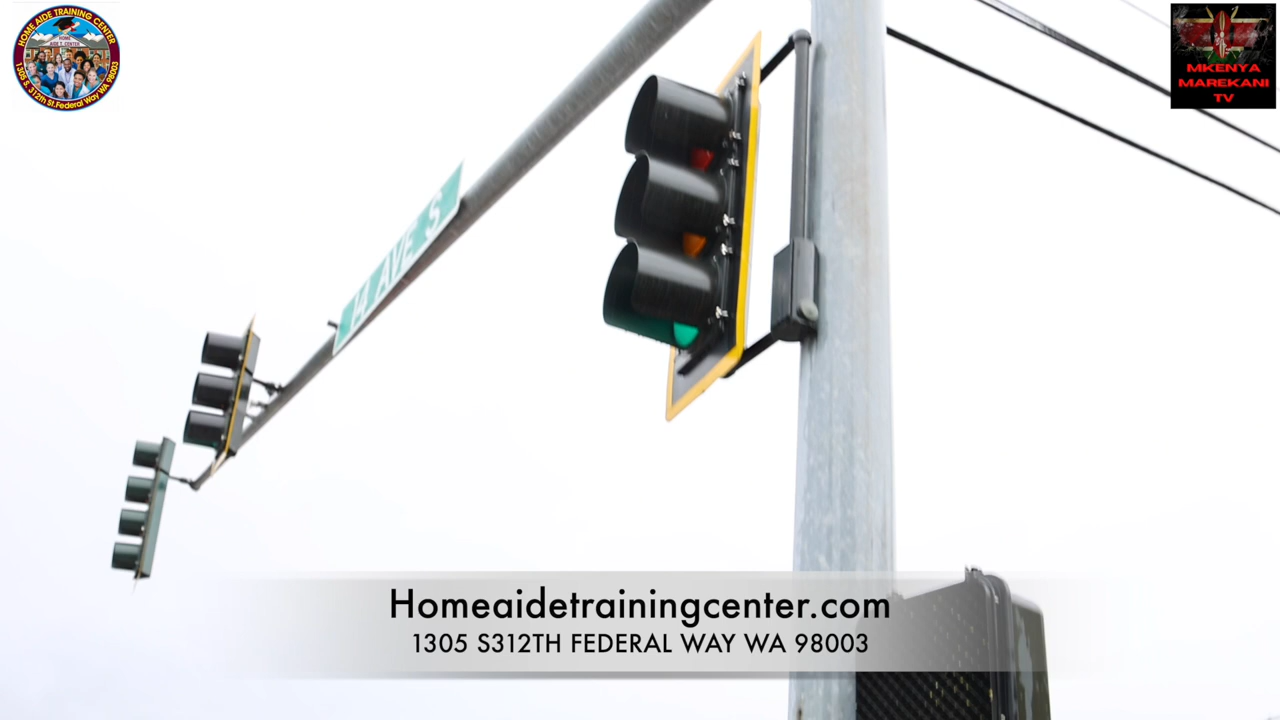 HOME AIDE TRAINING CENTER
1305 S. 312th St. Federal Way WA 98003
MKENYA
MAREKANI
TV
AVE S
Homeaidetrainingcenter.com
1305 S312TH FEDERAL WAY WA 98003